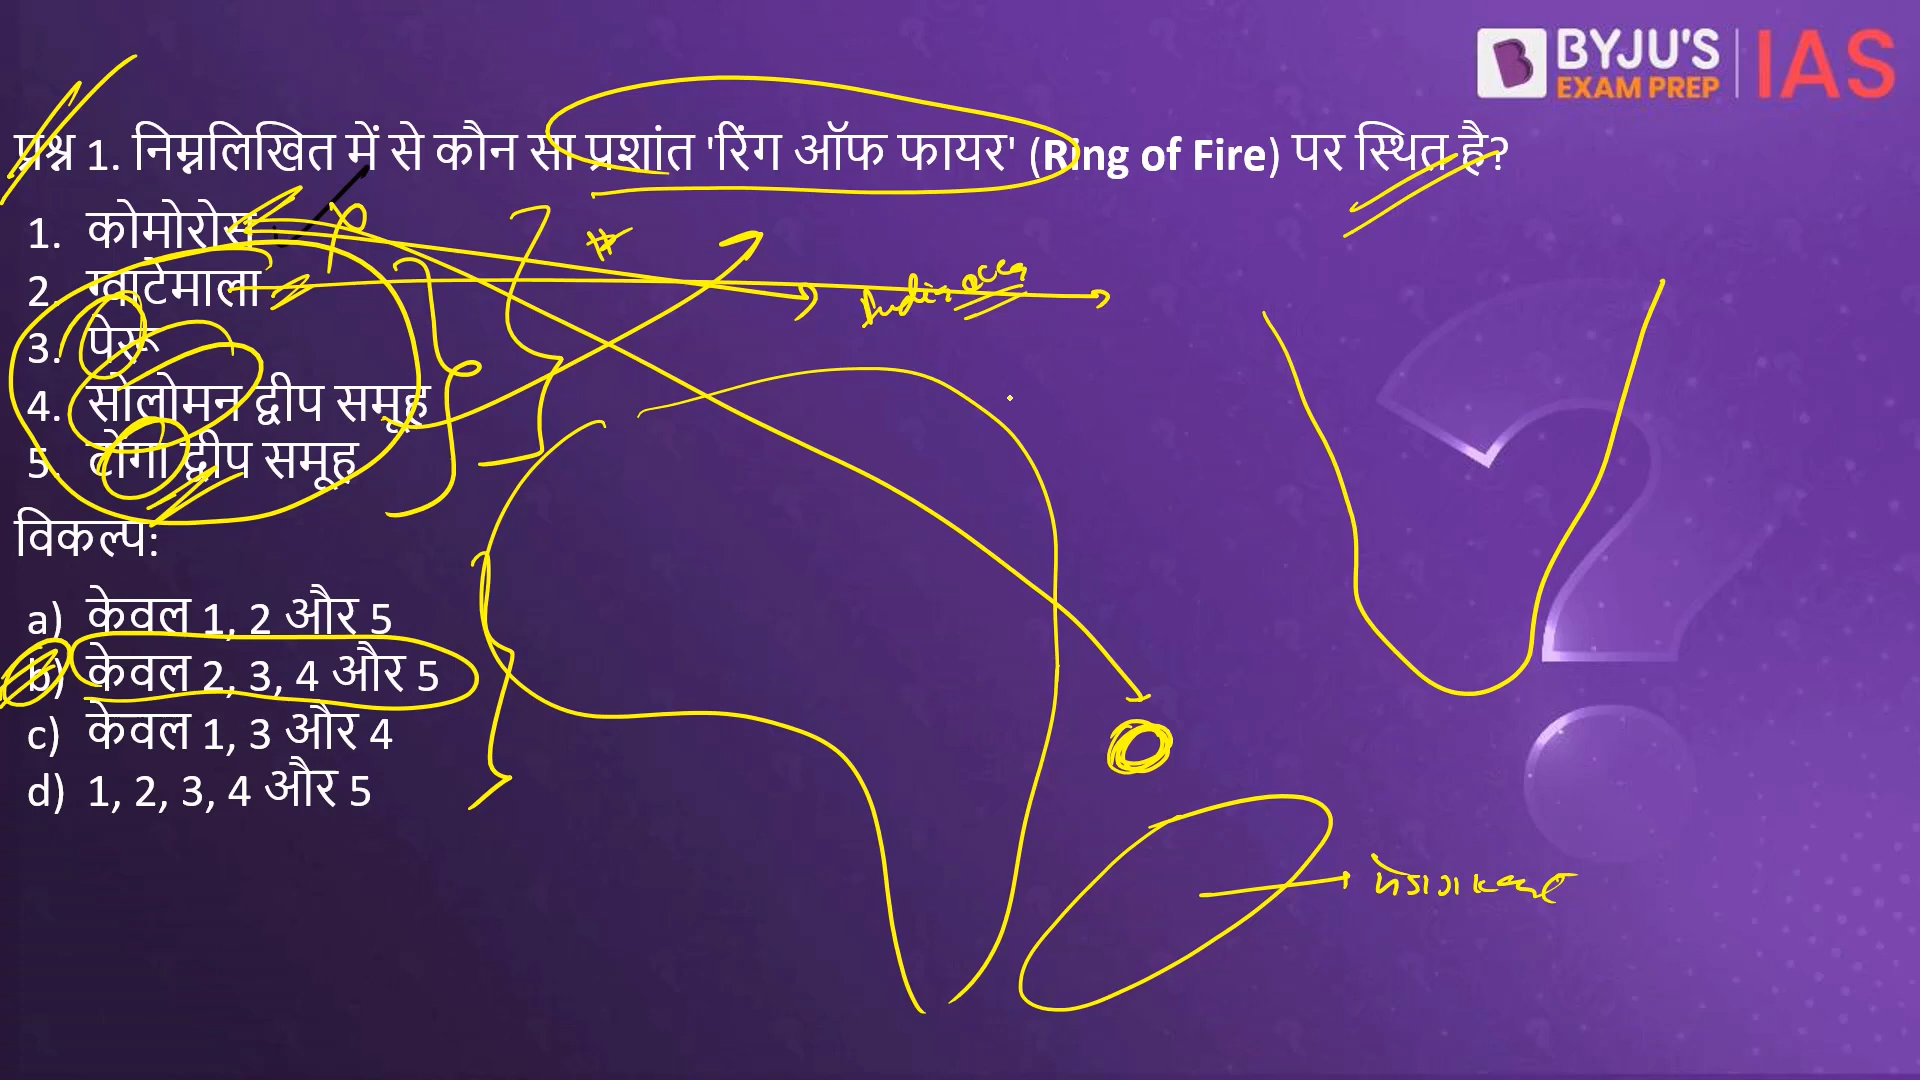 BYJU'S
EXAM PREP
IAS
प्रश्न 1. निम्नलिखित में से कौन सा प्रशांत 'रिंग ऑफ फायर' (Ring of Fire) पर स्थित है?
1. कोमोरोस
2. ग्वाटेमाला
3. पेरू
4. सोलोमन द्वीप समूह
5. टोंगा द्वीप समूह
विकल्पः
a) केवल 1, 2 और 5
b) केवल 2, 3, 4 और 5
c) केवल 1, 3 और 4
d) 1, 2, 3, 4 और 5